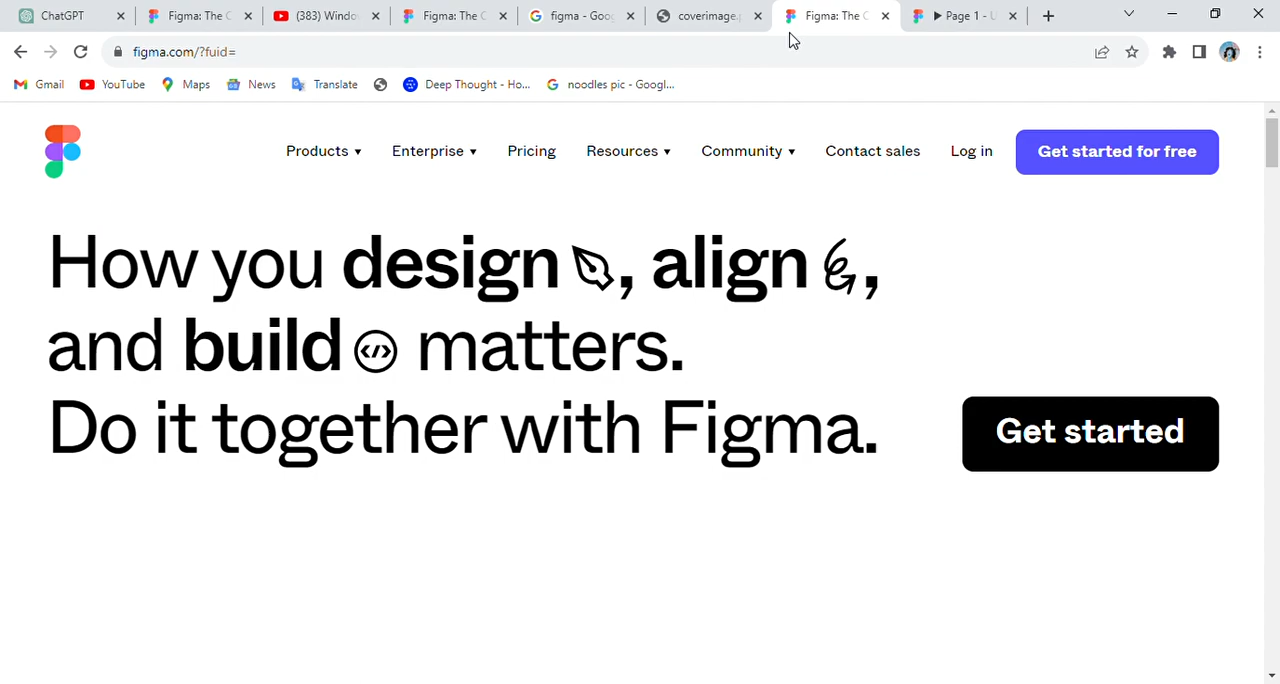 ChatGPT
Figma: The C
(383) Windo
Figma: The C
figma - Goog
coverimage.p
Figma: The C
Page 1 - U
figma.com/?fuid=
Gmail
YouTube
Maps
News
Translate
Deep Thought - Ho...
noodles pic - Googl...
Products
Enterprise
Pricing
Resources
Community
Contact sales
Log in
Get started for free
How you design, align,
and build matters.
Do it together with Figma.
Get started